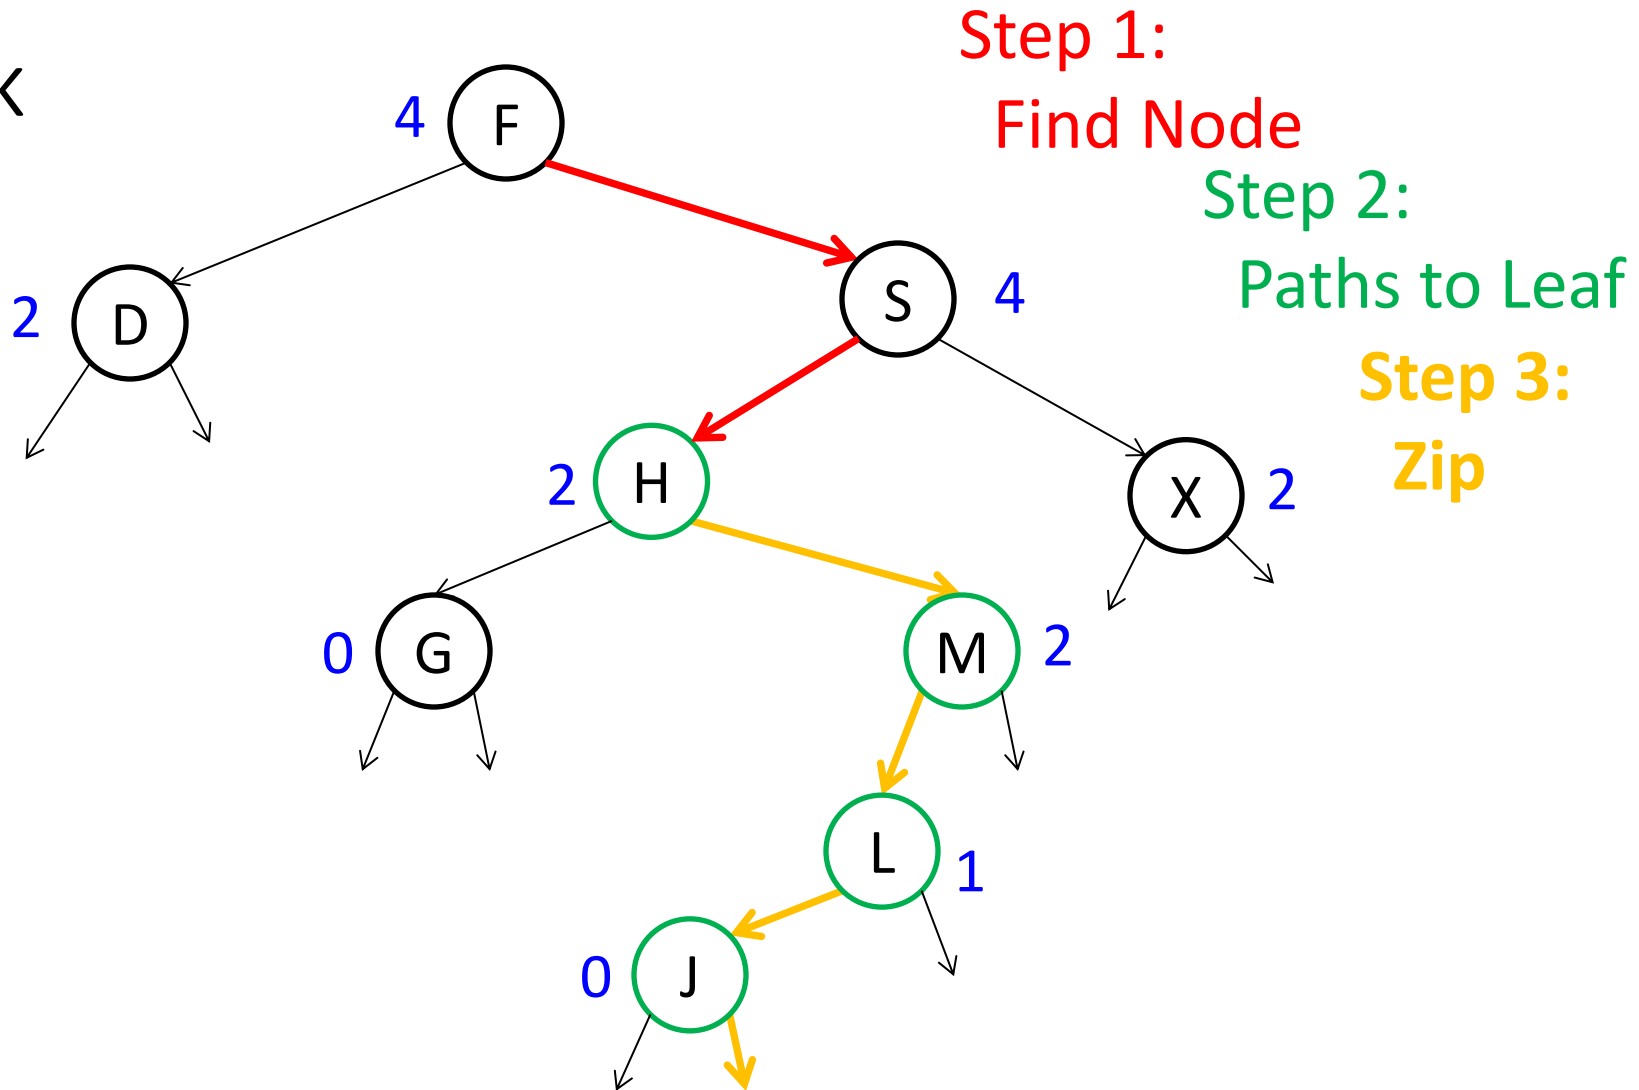 Step 1:
Find Node
K
4 F
Step 2:
Paths to Leaf
2 D
S 4
Step 3:
Zip
2 H
X 2
0 G
M 2
L 1
0 J